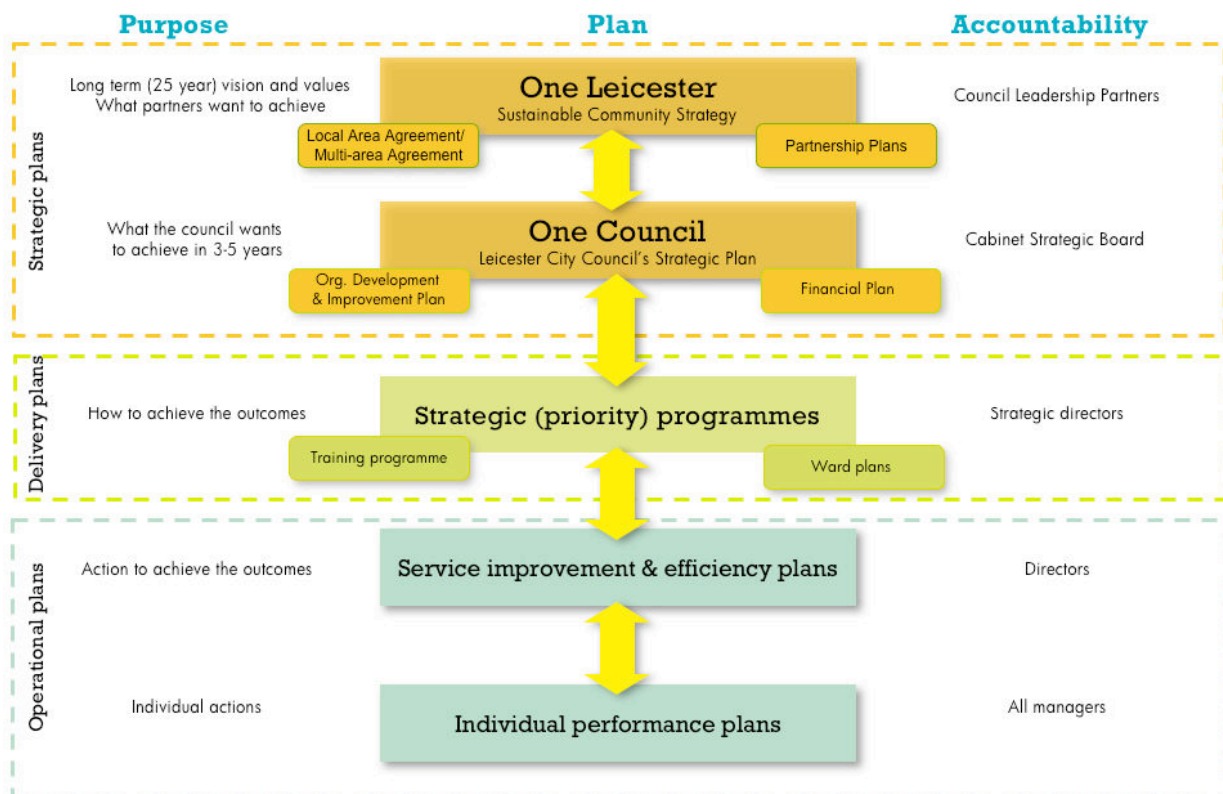 Purpose
Plan
Accountability
Strategic plans
Long term (25 year) vision and values
What partners want to achieve
One Leicester
Sustainable Community Strategy
Council Leadership Partners
Local Area Agreement/
Multi-area Agreement
Partnership Plans
What the council wants
to achieve in 3-5 years
One Council
Leicester City Council's Strategic Plan
Cabinet Strategic Board
Org. Development
& Improvement Plan
Financial Plan
Delivery plans
How to achieve the outcomes
Strategic (priority) programmes
Strategic directors
Training programme
Ward plans
Operational plans
Action to achieve the outcomes
Service improvement & efficiency plans
Directors
Individual actions
Individual performance plans
All managers